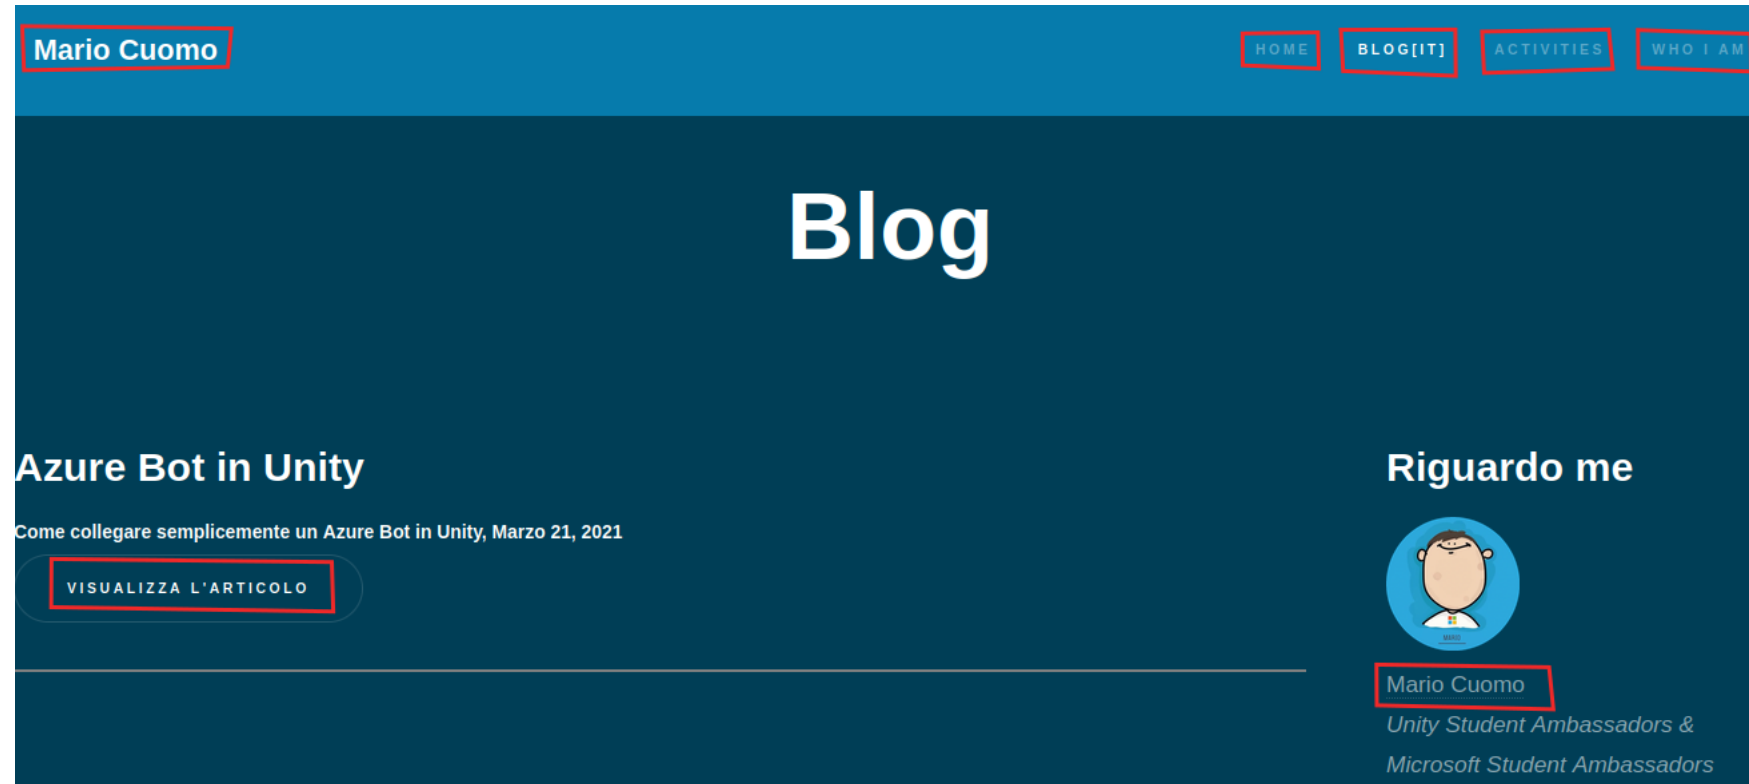 Mario Cuomo
HOME BLOG[IT] ACTIVITIES WHO I AM
Blog
Azure Bot in Unity
Come collegare semplicemente un Azure Bot in Unity, Marzo 21, 2021
VISUALIZZA L'ARTICOLO
Riguardo me
Mario Cuomo
Unity Student Ambassadors &
Microsoft Student Ambassadors